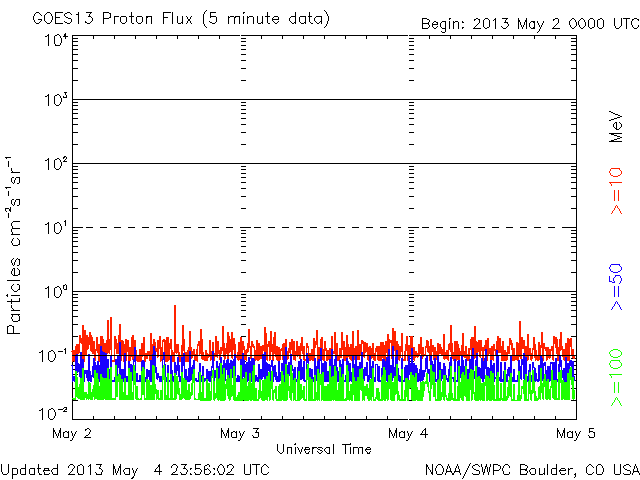 GOES13 Proton Flux (5 minute data)
Begin: 2013 May 2 0000 UTC
Particles cm⁻²s⁻¹sr⁻¹
10⁴
10³
10²
10¹
10⁰
10⁻¹
10⁻²
May 2
May 3
May 4
May 5
Universal Time
MeV
>=10
>=50
>=100
Updated 2013 May  4 23:56:02 UTC
NOAA/SWPC Boulder, CO USA